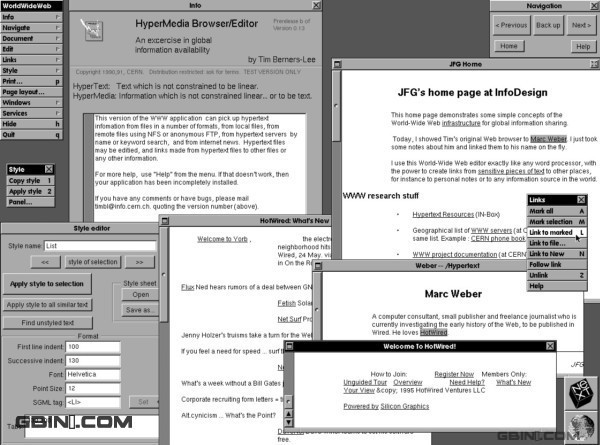 WorldWideWeb
Info
Navigate
Document
Edit
Links
Style
Print... p
Page layout...
Windows
Services
Hide h
Quit q
Style
Copy style 1
Apply style 2
Panel...
Info
HyperMedia Browser/Editor
Prerelease b of
Version 0.13
An excercise in global
information availability
by Tim Berners-Lee
HyperText: Text which is not constrained to be linear.
HyperMedia: Information which is not constrained linear... or to be text.
This version of the WWW application can pick up hypertext
information from files in a number of formats, from local files, from
remote files using NFS or anonymous FTP, from hypertext servers by
name or keyword search, and from internet news. Hypertext files
may be edited, and links made from hypertext files to other files or
any other information.
For more help, use "Help" from the menu. If that doesn't work, then
your application has been incompletely installed.
If you have any comments or have bugs, please mail
timbl@info.cern.ch. quoting the version number (above).
Navigation
< Previous Back up Next >
Home Help
JFG Home
JFG's home page at InfoDesign
This home page demonstrates some simple concepts of the
World-Wide Web infrastructure for global information sharing.
Today, I showed Tim's original Web browser to Marc Weber. I just took
some notes about him and linked them to his name on the fly.
I use this World-Wide Web editor exactly like any word processor, with
the power to create links from sensitive pieces of text to other places,
for instance to personal notes or to any information source in the world.
WWW research stuff
• Hypertext Resources (IN-Box)
• Geographical list of WWW servers (at C
same list. Example : CERN phone book
• WWW project documentation (at CERN
Links
Mark all A
Mark selection M
Link to marked L
Link to file...
Link to New N
Follow link
Unlink Z
Help
Style editor
Style name: List
<< style of selection >>
Apply style to selection
Apply style to all similar text
Find unstyled text
Style sheet
Open
Save as...
Format
First line indent: 100
Successive indent: 130
Font: Helvetica
Point Size: 12
SGML tag: <LI> Set
GBIN[].COM
HotWired: What's New
Welcome to Yorb ,
the electro
neighborhood hits
Wired, 24 May. vi
in On the R
Flux Ned hears rumors of a deal between GN
Fetish Solar
Net Surf Pro
Jenny Holzer's truisms take a turn for the We
If you feel a need for speed ... surf t
What's a week without a Bill Gates
Corporate recruiting form letters =
Alt.cynicism ... What's the Point?
free.
Weber -- /Hypertext
Marc Weber
A computer consultant, small publisher and freelance journalist who is
currently investigating the early history of the Web, to be published in
Wired. He loves HotWired.
JFG
Welcome To HotWired!
How to Join: Register Now Members Only:
Unguided Tour Overview Need Help? What's New
Your View &copy; 1995 HotWired Ventures LLC
Powered by Silicon Graphics
GBIN[].COM